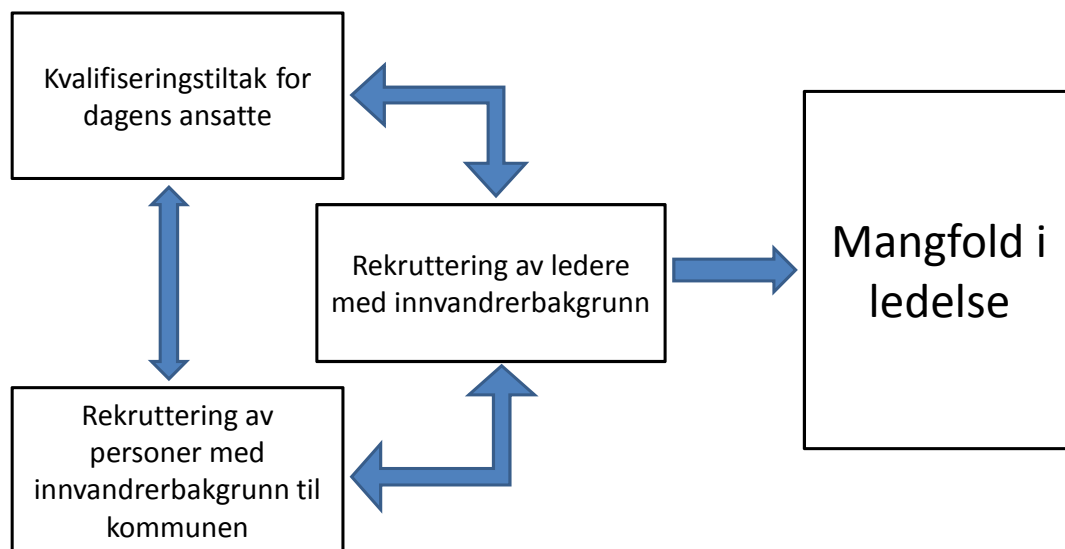 Kvalifiseringstiltak for
dagens ansatte
Rekruttering av ledere
med innvandrerbakgrunn
Mangfold i
ledelse
Rekruttering av
personer med
innvandrerbakgrunn til
kommunen